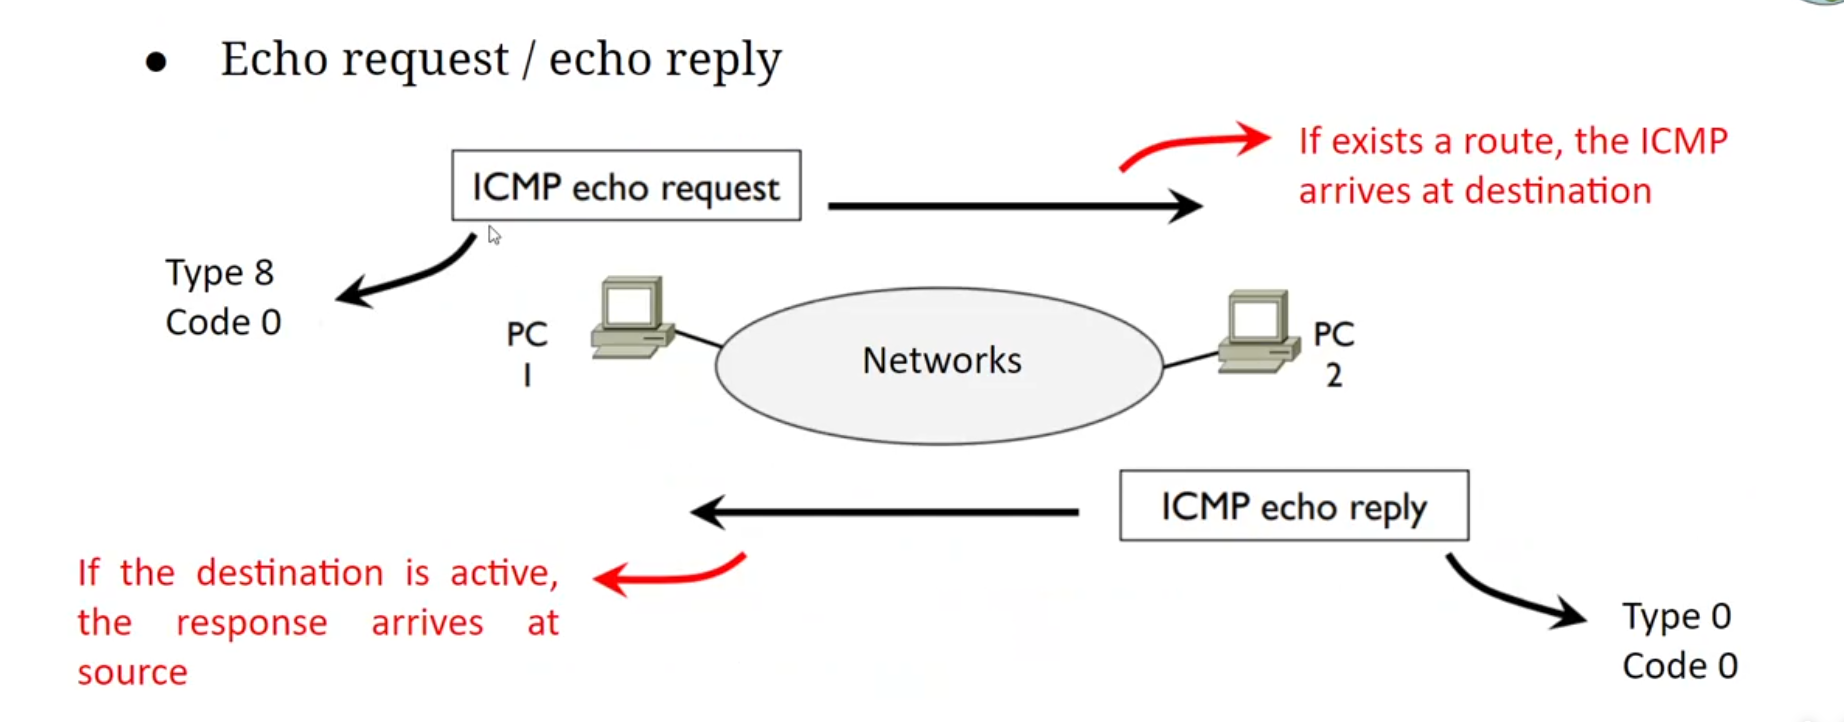 ● Echo request / echo reply
ICMP echo request
If exists a route, the ICMP
arrives at destination
Type 8
Code 0
PC
1
Networks
PC
2
ICMP echo reply
If the destination is active,
the response arrives at
source
Type 0
Code 0